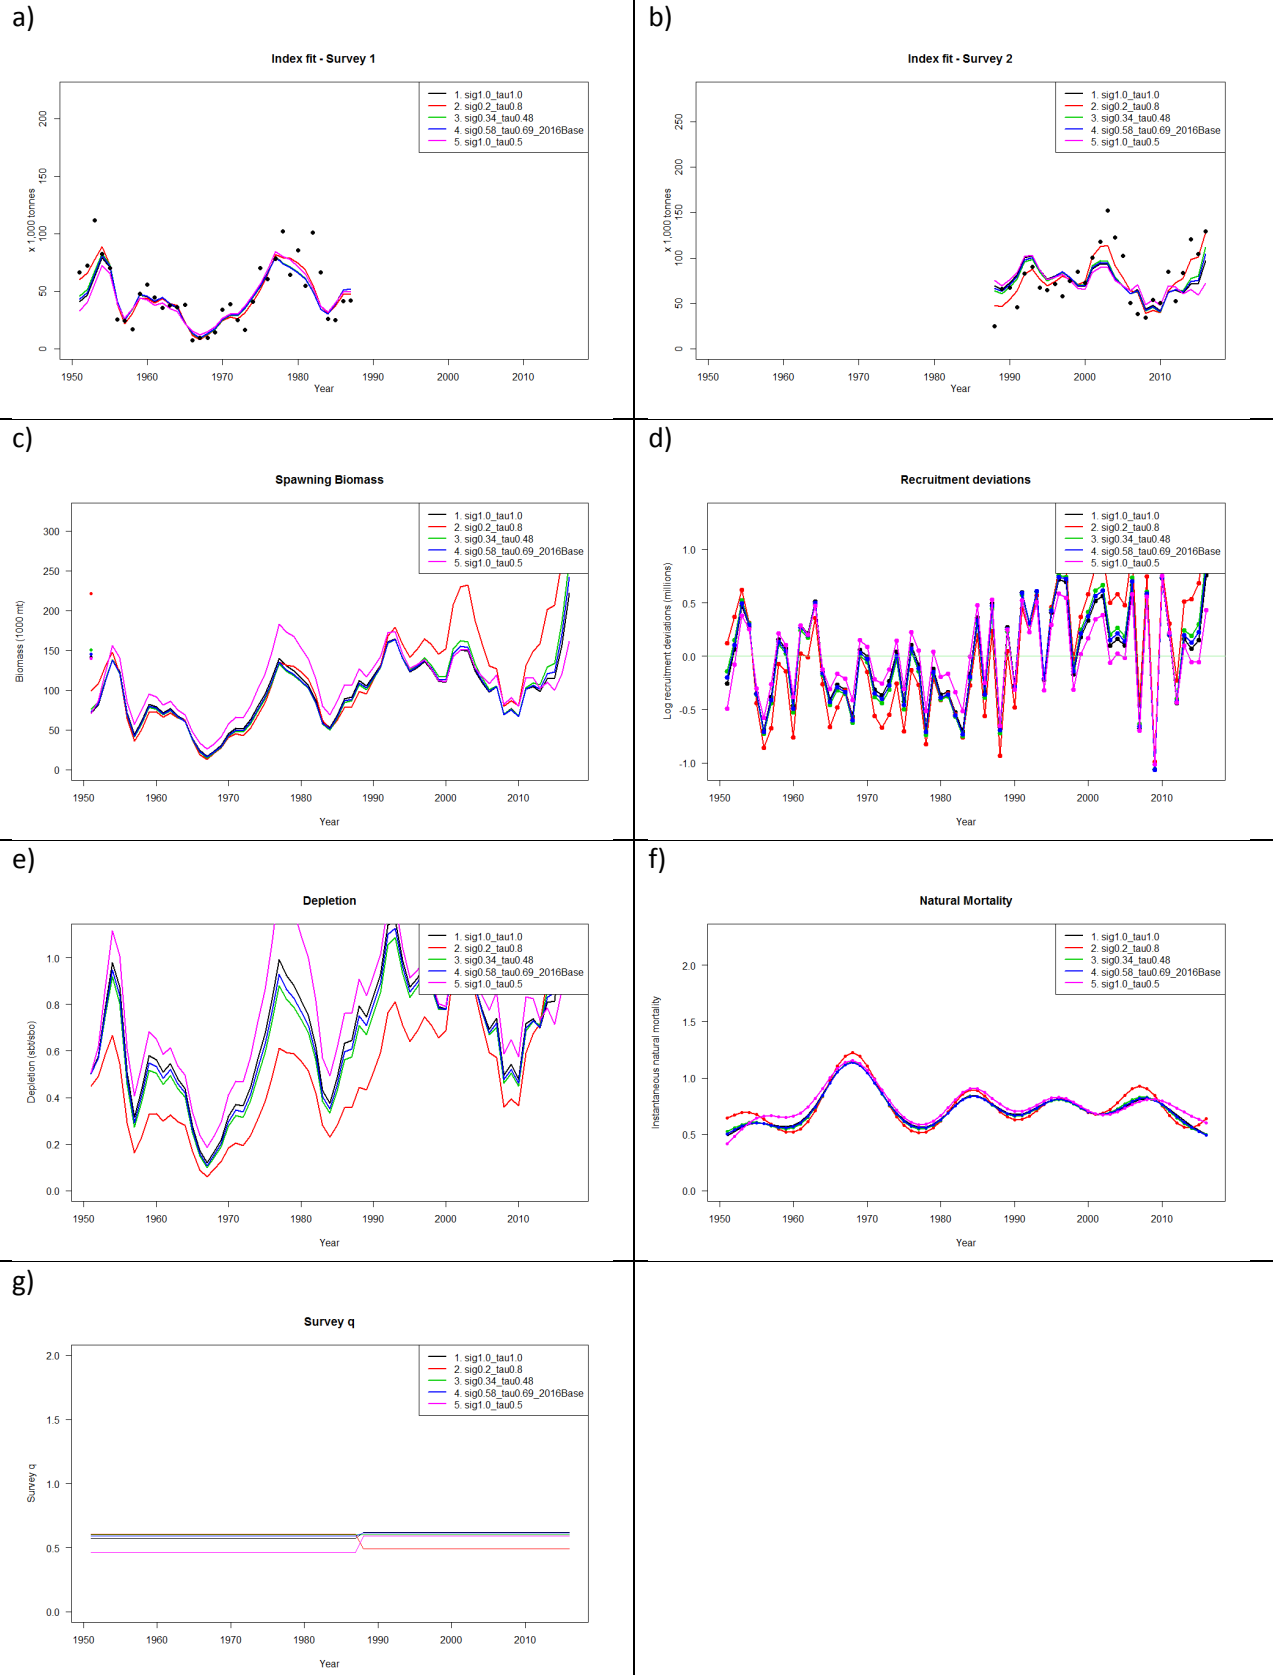 a)
Index fit - Survey 1
1. sig1.0_tau1.0
2. sig0.2_tau0.8
3. sig0.34_tau0.48
4. sig0.58_tau0.69_2016Base
5. sig1.0_tau0.5
x 1,000 tonnes
200
150
100
50
0
1950 1960 1970 1980 1990 2000 2010
Year
b)
Index fit - Survey 2
1. sig1.0_tau1.0
2. sig0.2_tau0.8
3. sig0.34_tau0.48
4. sig0.58_tau0.69_2016Base
5. sig1.0_tau0.5
x 1,000 tonnes
250
200
150
100
50
0
1950 1960 1970 1980 1990 2000 2010
Year
c)
Spawning Biomass
1. sig1.0_tau1.0
2. sig0.2_tau0.8
3. sig0.34_tau0.48
4. sig0.58_tau0.69_2016Base
5. sig1.0_tau0.5
Biomass (1000 mt)
300
250
200
150
100
50
0
1950 1960 1970 1980 1990 2000 2010
Year
d)
Recruitment deviations
1. sig1.0_tau1.0
2. sig0.2_tau0.8
3. sig0.34_tau0.48
4. sig0.58_tau0.69_2016Base
5. sig1.0_tau0.5
Log recruitment deviations (millions)
1.0
0.5
0.0
-0.5
-1.0
1950 1960 1970 1980 1990 2000 2010
Year
e)
Depletion
1. sig1.0_tau1.0
2. sig0.2_tau0.8
3. sig0.34_tau0.48
4. sig0.58_tau0.69_2016Base
5. sig1.0_tau0.5
Depletion (sbt/sbo)
1.0
0.8
0.6
0.4
0.2
0.0
1950 1960 1970 1980 1990 2000 2010
Year
f)
Natural Mortality
1. sig1.0_tau1.0
2. sig0.2_tau0.8
3. sig0.34_tau0.48
4. sig0.58_tau0.69_2016Base
5. sig1.0_tau0.5
Instantaneous natural mortality
2.0
1.5
1.0
0.5
0.0
1950 1960 1970 1980 1990 2000 2010
Year
g)
Survey q
1. sig1.0_tau1.0
2. sig0.2_tau0.8
3. sig0.34_tau0.48
4. sig0.58_tau0.69_2016Base
5. sig1.0_tau0.5
Survey q
2.0
1.5
1.0
0.5
0.0
1950 1960 1970 1980 1990 2000 2010
Year